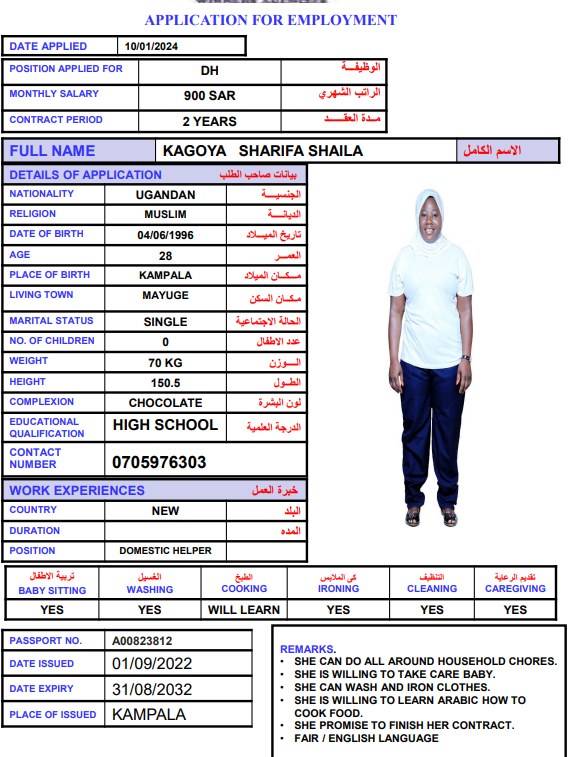 APPLICATION FOR EMPLOYMENT
DATE APPLIED 10/01/2024
POSITION APPLIED FOR DH الوظيفـــة
MONTHLY SALARY 900 SAR الراتب الشهري
CONTRACT PERIOD 2 YEARS مـدة العقـــد
FULL NAME KAGOYA SHARIFA SHAILA الاسم الكامل
DETAILS OF APPLICATION بيانات صاحب الطلب
NATIONALITY UGANDAN الجنسيـــة
RELIGION MUSLIM الديانـــة
DATE OF BIRTH 04/06/1996 تاريخ الميـــلاد
AGE 28 العمـــر
PLACE OF BIRTH KAMPALA مـكـان الميلاد
LIVING TOWN MAYUGE مـكـان السكن
MARITAL STATUS SINGLE الحالة الاجتماعية
NO. OF CHILDREN 0 عدد الاطفال
WEIGHT 70 KG الـــوزن
HEIGHT 150.5 الطـــول
COMPLEXION CHOCOLATE لون البشرة
EDUCATIONAL QUALIFICATION HIGH SCHOOL الدرجة العلمية
CONTACT NUMBER 0705976303
WORK EXPERIENCES خبرة العمل
COUNTRY NEW البلد
DURATION المده
POSITION DOMESTIC HELPER
تربية الاطفال الغسيل الطبخ كي الملابس التنظيف تقديم الرعاية
BABY SITTING WASHING COOKING IRONING CLEANING CAREGIVING
YES YES WILL LEARN YES YES YES
PASSPORT NO. A00823812
DATE ISSUED 01/09/2022
DATE EXPIRY 31/08/2032
PLACE OF ISSUED KAMPALA
REMARKS.
• SHE CAN DO ALL AROUND HOUSEHOLD CHORES.
• SHE IS WILLING TO TAKE CARE BABY.
• SHE CAN WASH AND IRON CLOTHES.
• SHE IS WILLING TO LEARN ARABIC HOW TO
COOK FOOD.
• SHE PROMISE TO FINISH HER CONTRACT.
• FAIR / ENGLISH LANGUAGE